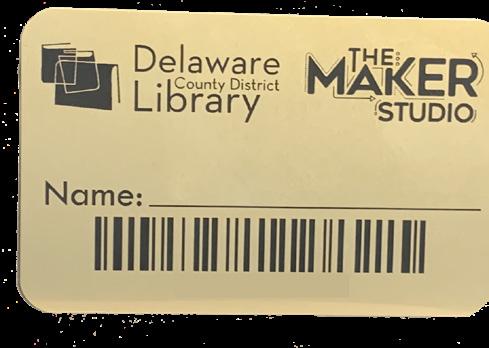 Delaware
County District
Library
THE
MAKER
STUDIO
Name: